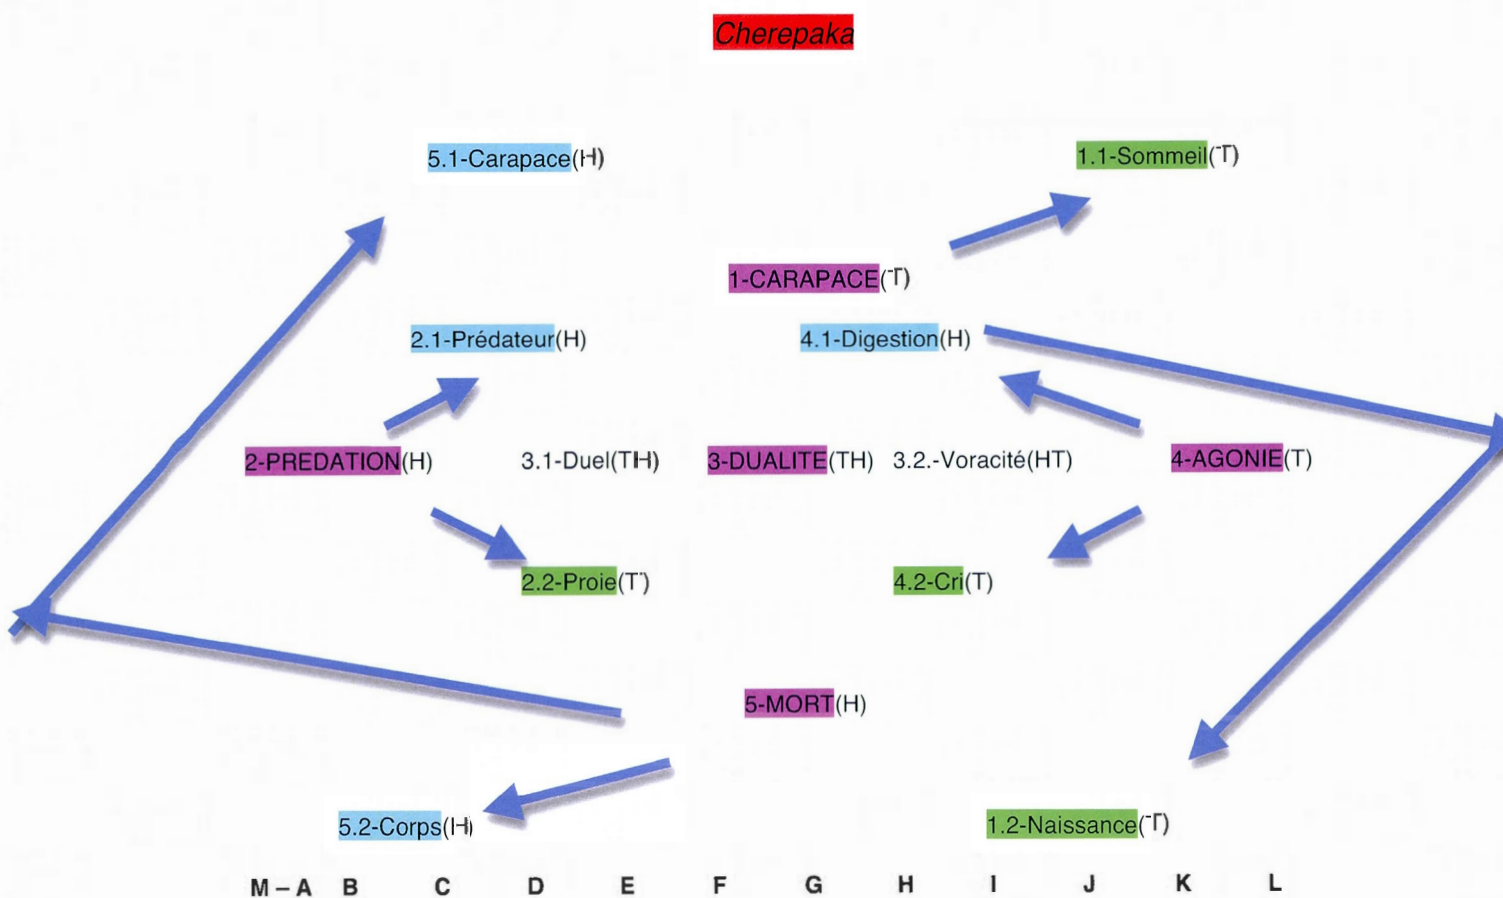 Cherepaka
5.1-Carapace(H) 1.1-Sommeil(T)
1-CARAPACE(T)
2.1-Prédateur(H) 4.1-Digestion(H)
2-PREDATION(H) 3.1-Duel(TH) 3-DUALITE(TH) 3.2.-Voracité(HT) 4-AGONIE(T)
2.2-Proie(T) 4.2-Cri(T)
5-MORT(H)
5.2-Corps(H) 1.2-Naissance(T)
M – A B C D E F G H I J K L